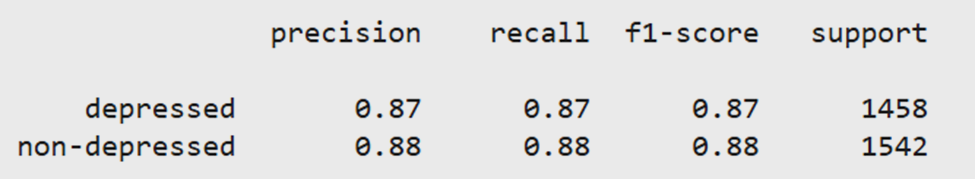 precision recall f1-score support
depressed 0.87 0.87 0.87 1458
non-depressed 0.88 0.88 0.88 1542